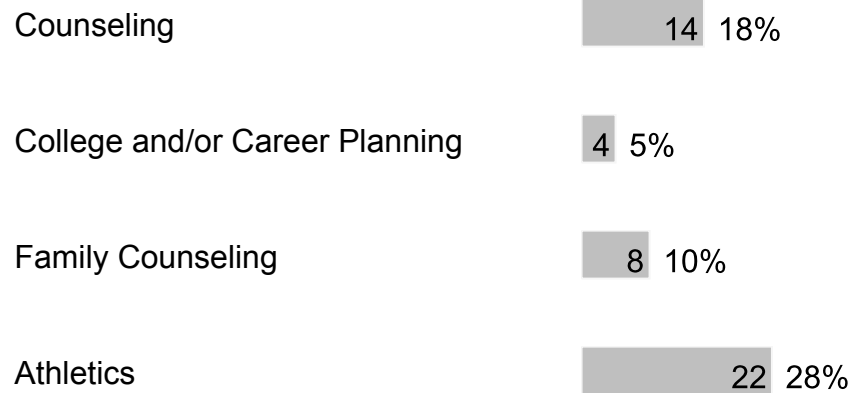 Counseling 14 18%
College and/or Career Planning 4 5%
Family Counseling 8 10%
Athletics 22 28%